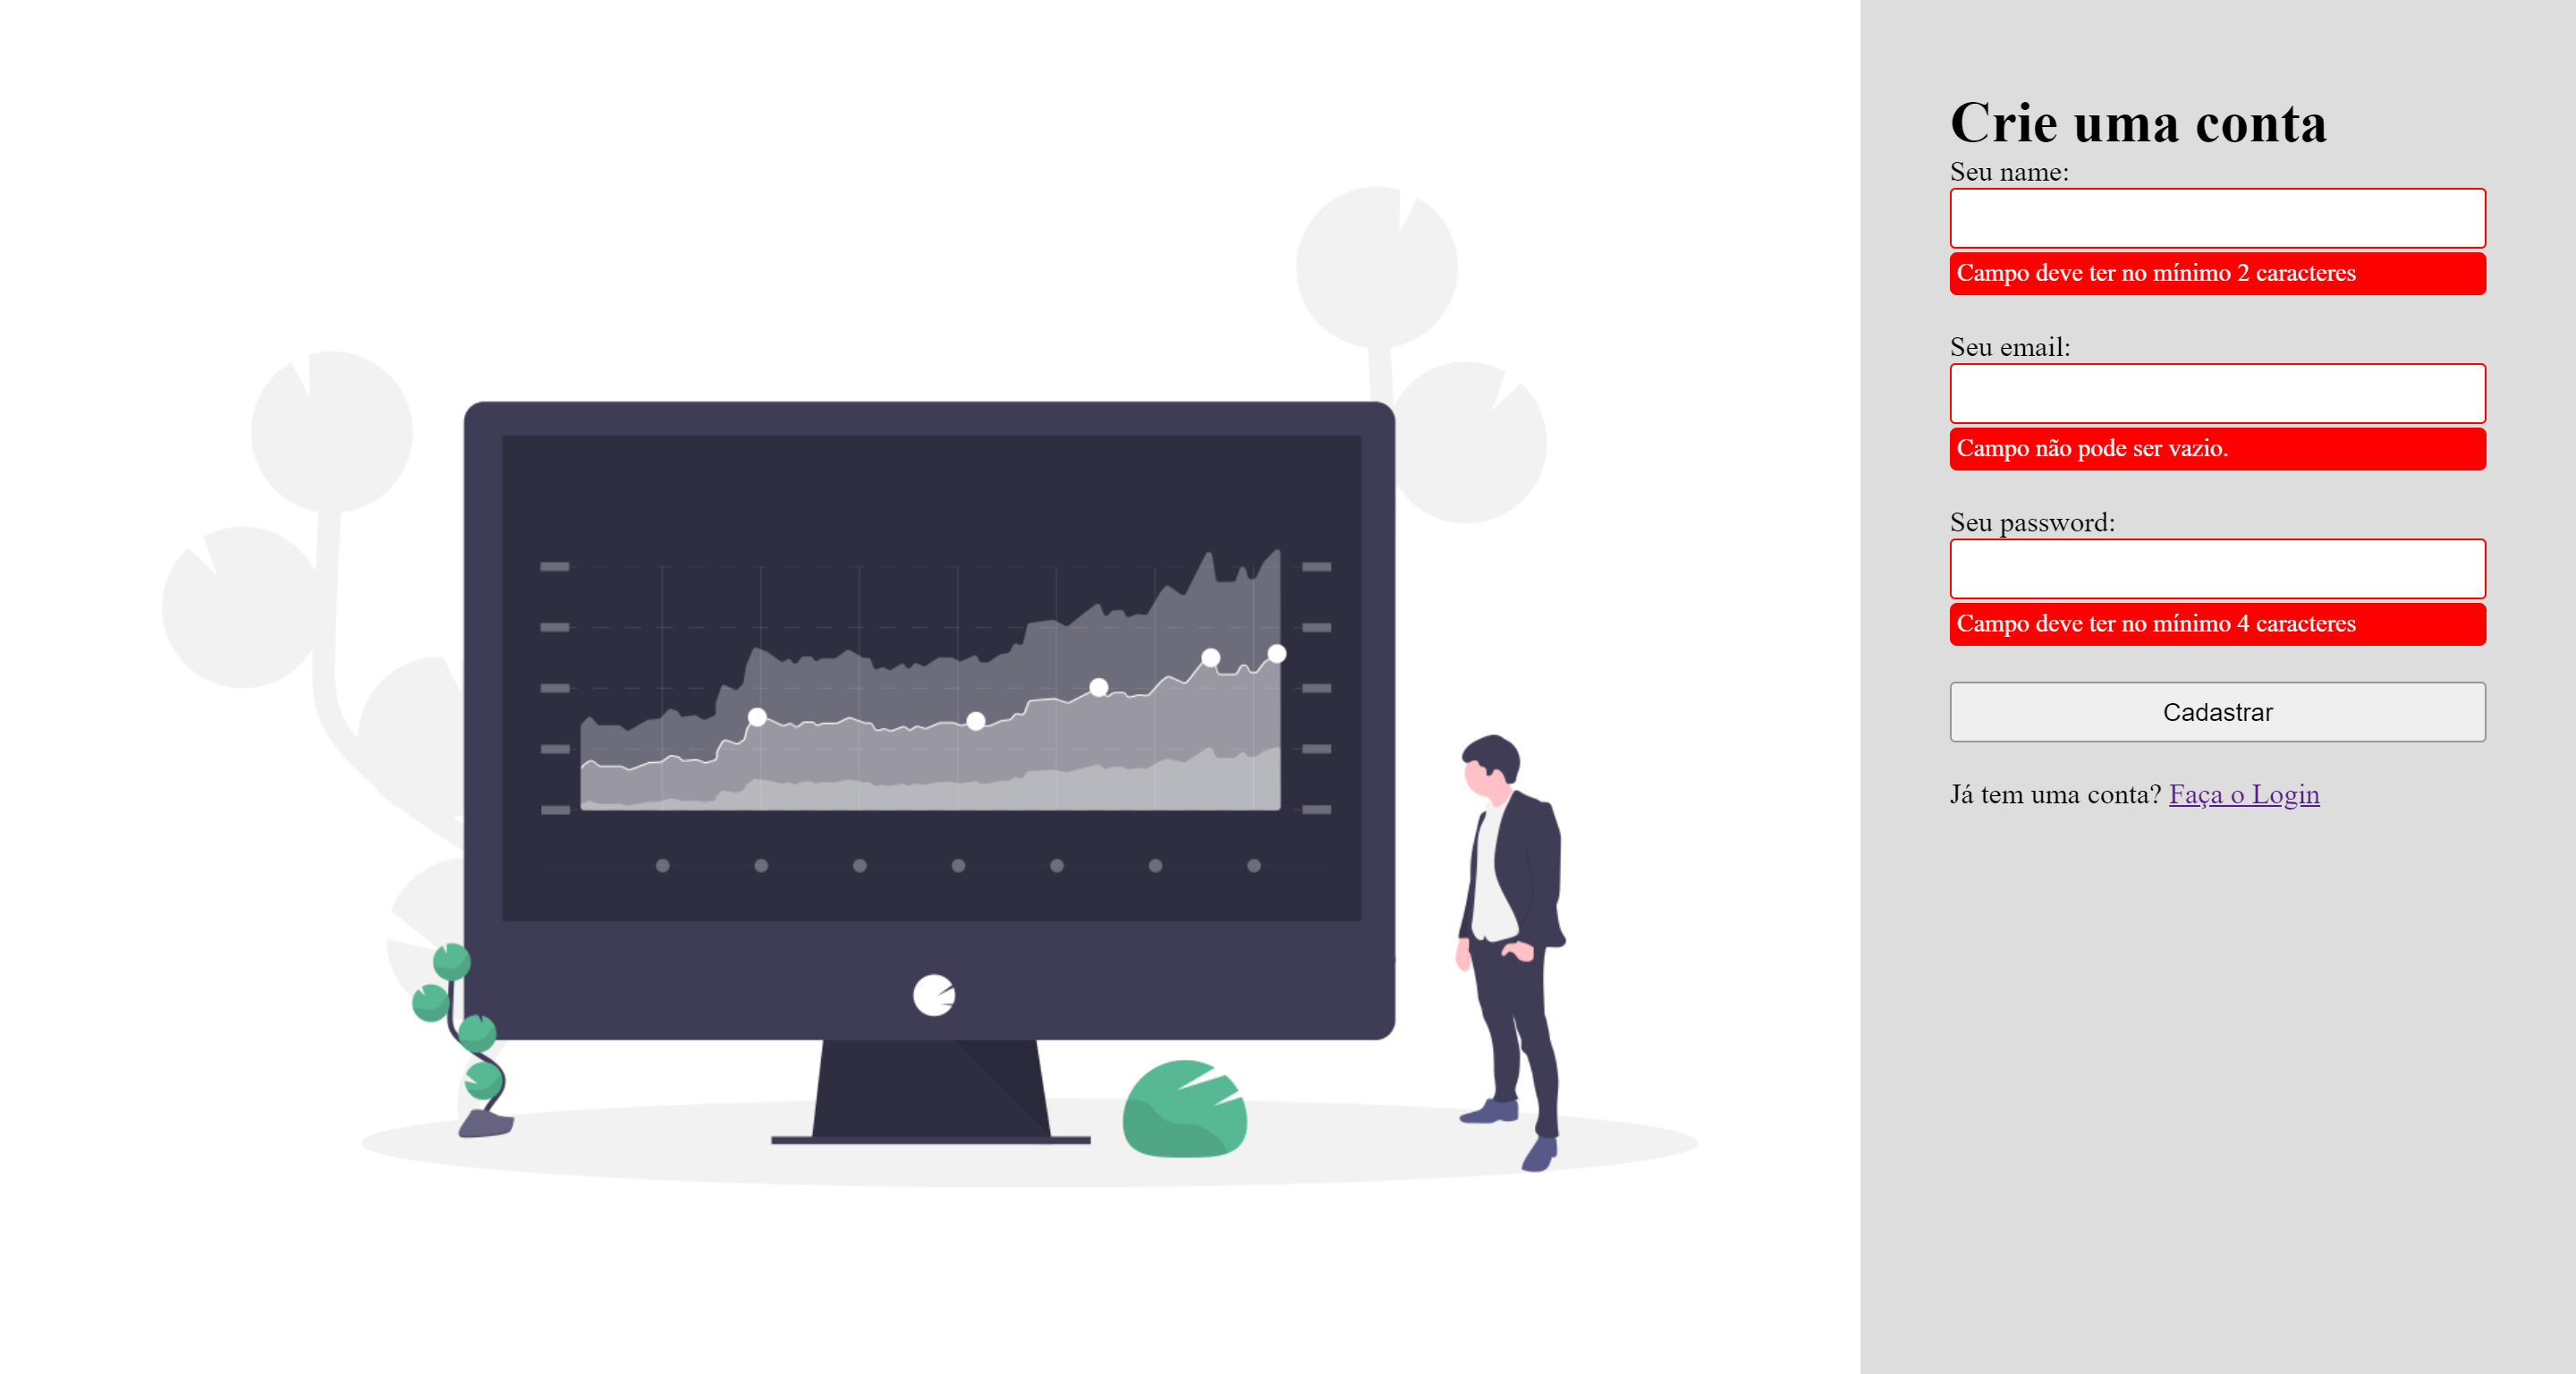 Crie uma conta
Seu name:
Campo deve ter no mínimo 2 caracteres
Seu email:
Campo não pode ser vazio.
Seu password:
Campo deve ter no mínimo 4 caracteres
Cadastrar
Já tem uma conta? Faça o Login